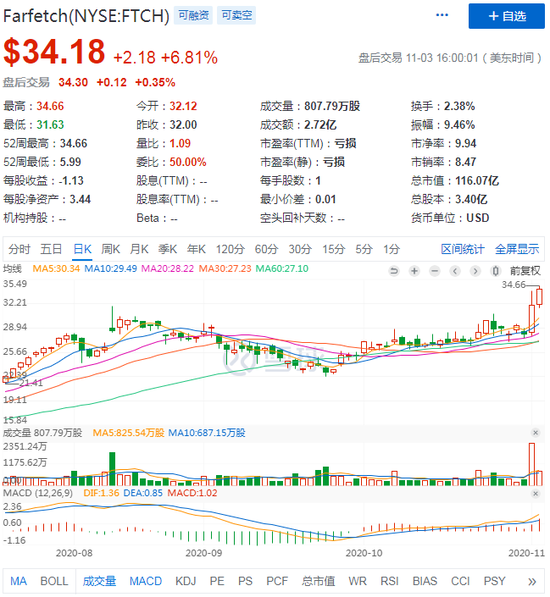 Farfetch(NYSE:FTCH) 可融资 可卖空 ··· + 自选
$34.18 +2.18 +6.81% 盘后交易 11-03 16:00:01 (美东时间)
盘后交易 34.30 +0.12 +0.35%
最高：34.66 今开：32.12 成交量：807.79万股 换手：2.38%
最低：31.63 昨收：32.00 成交额：2.72亿 振幅：9.46%
52周最高：34.66 量比：1.09 市盈率(TTM)：亏损 市净率：9.94
52周最低：5.99 委比：50.00% 市盈率(静)：亏损 市销率：8.47
每股收益：-1.13 股息(TTM)：-- 每手股数：1 总市值：116.07亿
每股净资产：3.44 股息率(TTM)：-- 最小价差：0.01 总股本：3.40亿
机构持股：-- Beta：-- 空头回补天数：-- 货币单位：USD
分时 五日 日K 周K 月K 季K 年K 120分 60分 30分 15分 5分 1分 区间统计 全屏显示
均线 MA5:30.34 MA10:29.49 MA20:28.22 MA30:27.23 MA60:27.10 前复权
35.49
34.66
32.21
28.94
25.66
22.39
21.41
19.11
15.84
成交量 807.79万股 MA5:825.54万股 MA10:687.15万股
2351.24万
1175.62万
0.00
MACD (12,26,9) DIF:1.36 DEA:0.85 MACD:1.02
2.36
0.60
-1.16
2020-08 2020-09 2020-10 2020-11
MA BOLL 成交量 MACD KDJ PE PS PCF 总市值 WR RSI BIAS CCI PSY »